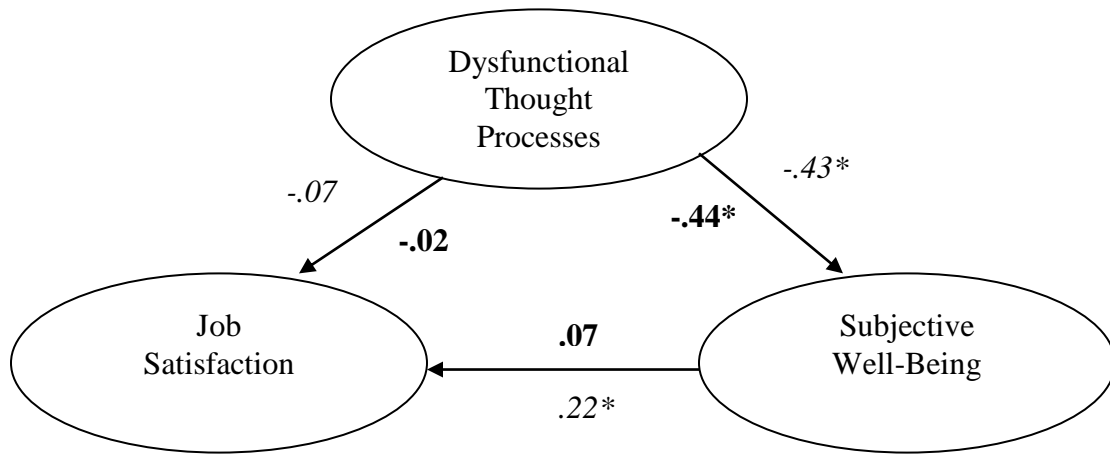 Dysfunctional
Thought
Processes
-.07
-.43*
-.02
-.44*
Job
Satisfaction
.07
.22*
Subjective
Well-Being